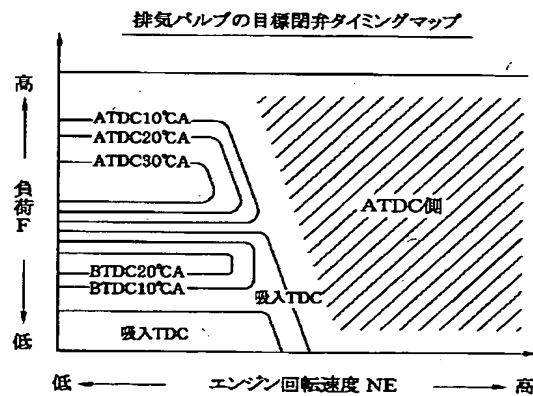 排気バルブの目標閉弁タイミングマップ
高
ATDC10℃A
ATDC20℃A
ATDC30℃A
負荷F
ATDC側
BTDC20℃A
BTDC10℃A
吸入TDC
吸入TDC
低
低
エンジン回転速度 NE
高